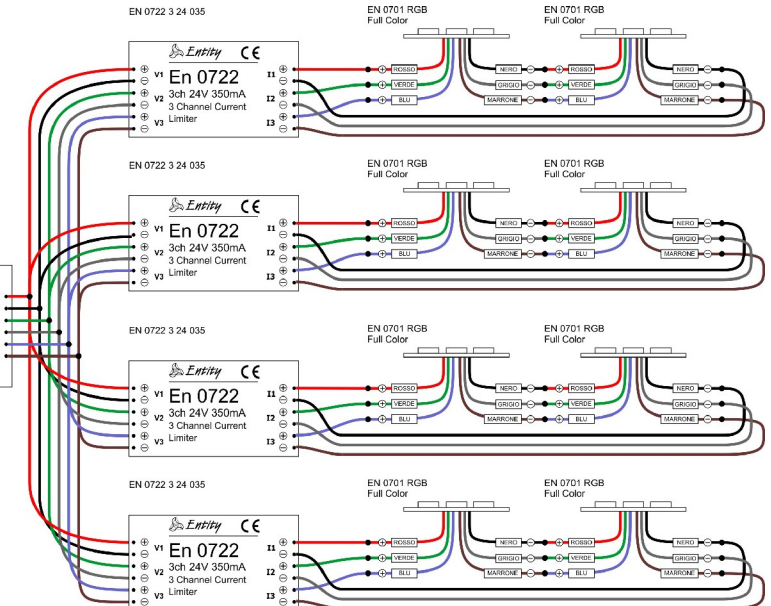 EN 0722 3 24 035
EN 0701 RGB
Full Color
EN 0701 RGB
Full Color
Entity CE
V1 En 0722 I1
V2 3ch 24V 350mA I2
3 Channel Current
V3 Limiter I3
ROSSO NERO ROSSO NERO
VERDE GRIGIO VERDE GRIGIO
BLU MARRONE BLU MARRONE
EN 0722 3 24 035
EN 0701 RGB
Full Color
EN 0701 RGB
Full Color
Entity CE
V1 En 0722 I1
V2 3ch 24V 350mA I2
3 Channel Current
V3 Limiter I3
ROSSO NERO ROSSO NERO
VERDE GRIGIO VERDE GRIGIO
BLU MARRONE BLU MARRONE
EN 0722 3 24 035
EN 0701 RGB
Full Color
EN 0701 RGB
Full Color
Entity CE
V1 En 0722 I1
V2 3ch 24V 350mA I2
3 Channel Current
V3 Limiter I3
ROSSO NERO ROSSO NERO
VERDE GRIGIO VERDE GRIGIO
BLU MARRONE BLU MARRONE
EN 0722 3 24 035
EN 0701 RGB
Full Color
EN 0701 RGB
Full Color
Entity CE
V1 En 0722 I1
V2 3ch 24V 350mA I2
3 Channel Current
V3 Limiter I3
ROSSO NERO ROSSO NERO
VERDE GRIGIO VERDE GRIGIO
BLU MARRONE BLU MARRONE